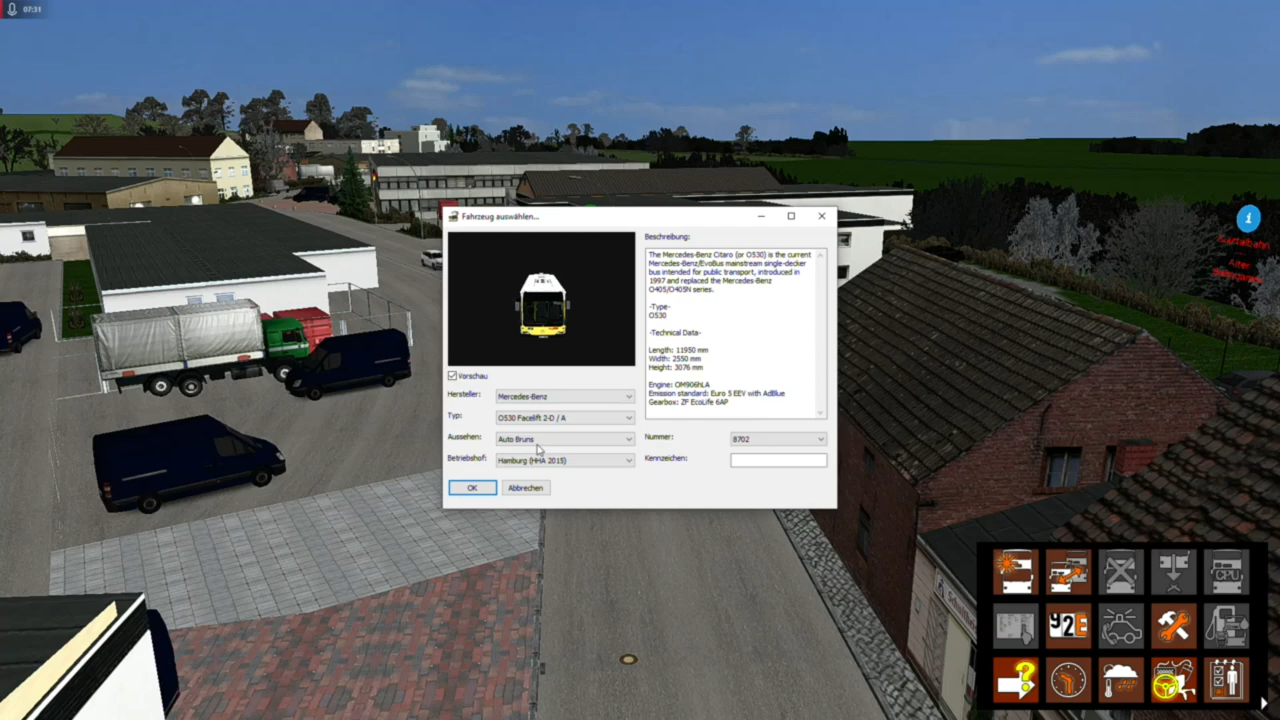 07:31
Fahrzeug auswählen...
Beschreibung:
The Mercedes-Benz Citaro (or O530) is the current
Mercedes-Benz/EvoBus mainstream single-decker
bus intended for public transport, introduced in
1997 and replaced the Mercedes-Benz
O405/O405N series.
-Type-
O530
-Technical Data-
Length: 11950 mm
Width: 2550 mm
Height: 3076 mm
Engine: OM906hLA
Emission standard: Euro 5 EEV with AdBlue
Gearbox: ZF EcoLife 6AP
Vorschau
Hersteller: Mercedes-Benz
Typ: O530 Facelift 2-D / A
Aussehen: Auto Bruns
Nummer: 8702
Betriebshof: Hamburg (HHA 2015)
Kennzeichen:
OK Abbrechen
i
Alter
CPU
92E
?